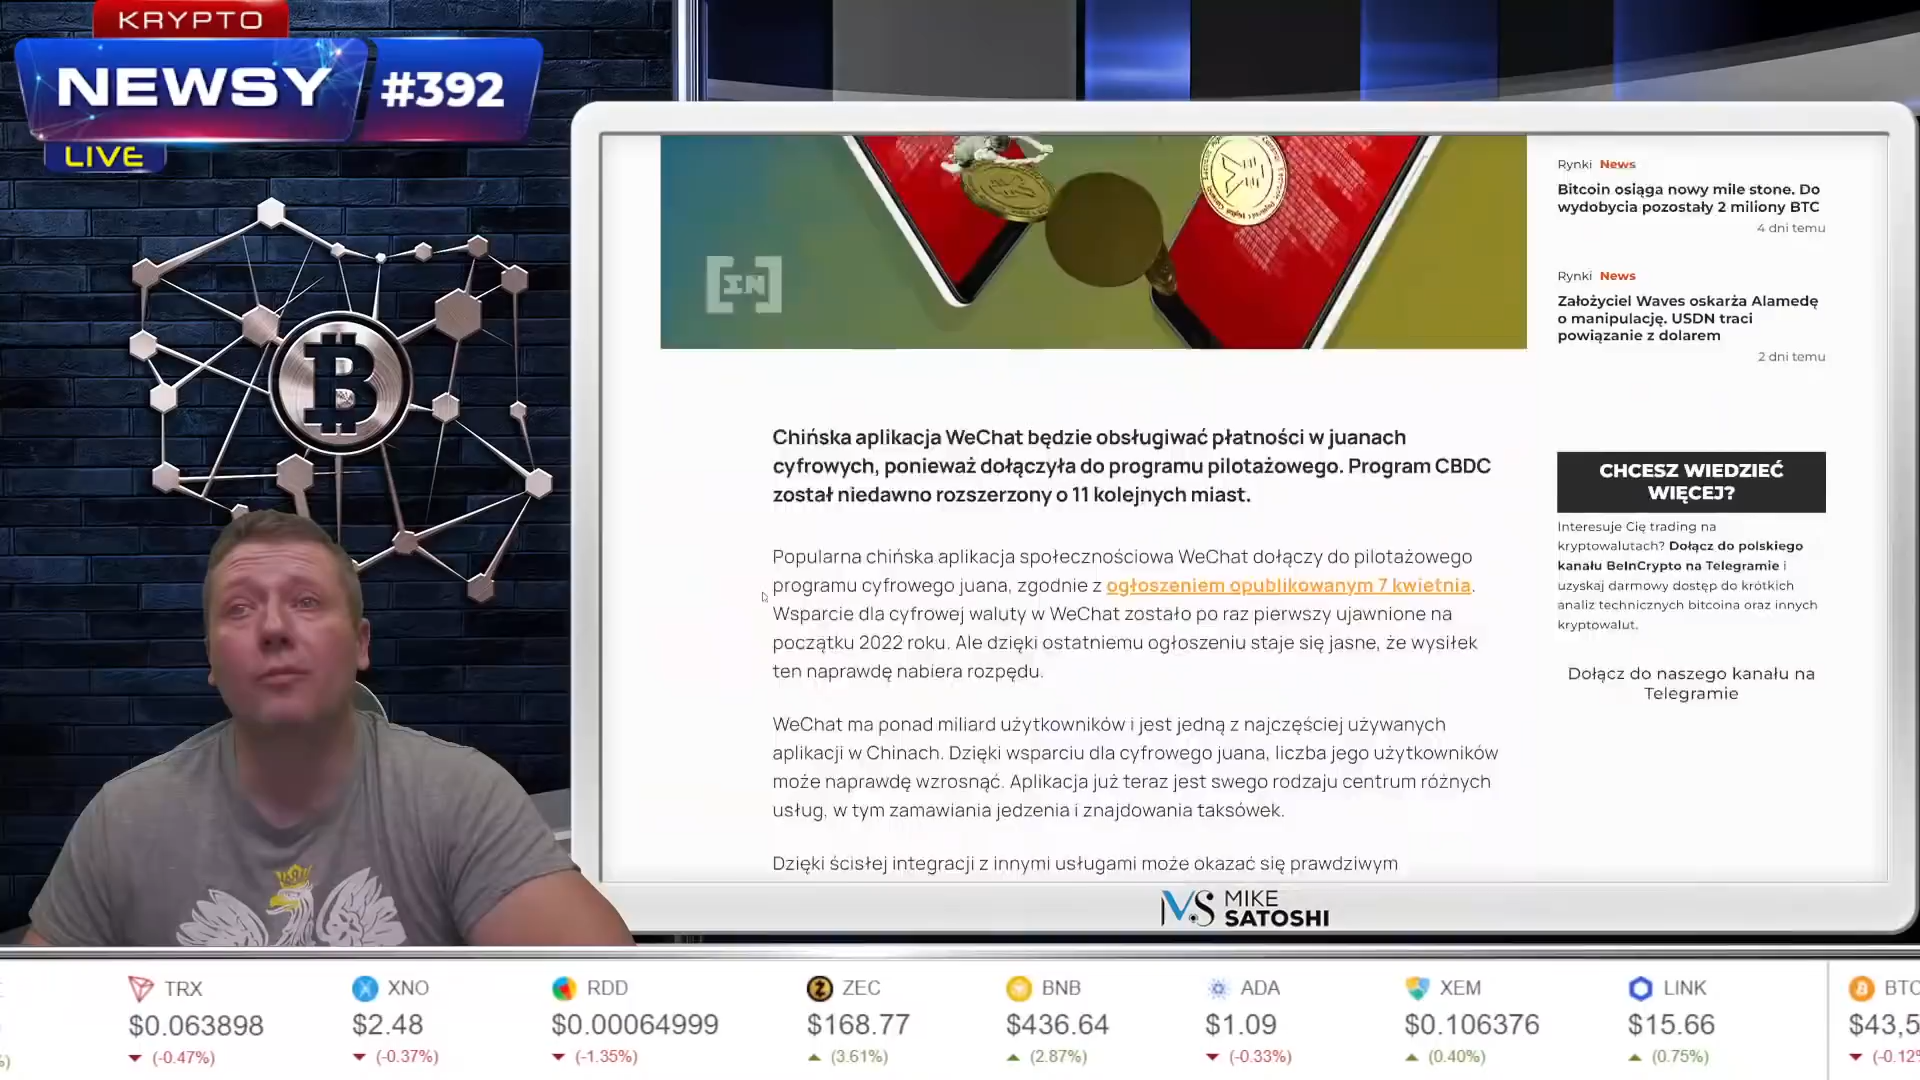 KRYPTO
NEWSY #392
LIVE
[IN]
Rynki News
Bitcoin osiąga nowy mile stone. Do
wydobycia pozostały 2 miliony BTC
4 dni temu
Rynki News
Założyciel Waves oskarża Alamedę
o manipulację. USDN traci
powiązanie z dolarem
2 dni temu
Chińska aplikacja WeChat będzie obsługiwać płatności w juanach
cyfrowych, ponieważ dołączyła do programu pilotażowego. Program CBDC
został niedawno rozszerzony o 11 kolejnych miast.
Popularna chińska aplikacja społecznościowa WeChat dołączy do pilotażowego
programu cyfrowego juana, zgodnie z ogłoszeniem opublikowanym 7 kwietnia.
Wsparcie dla cyfrowej waluty w WeChat zostało po raz pierwszy ujawnione na
początku 2022 roku. Ale dzięki ostatniemu ogłoszeniu staje się jasne, że wysiłek
ten naprawdę nabiera rozpędu.
WeChat ma ponad miliard użytkowników i jest jedną z najczęściej używanych
aplikacji w Chinach. Dzięki wsparciu dla cyfrowego juana, liczba jego użytkowników
może naprawdę wzrosnąć. Aplikacja już teraz jest swego rodzaju centrum różnych
usług, w tym zamawiania jedzenia i znajdowania taksówek.
Dzięki ścisłej integracji z innymi usługami może okazać się prawdziwym
CHCESZ WIEDZIEĆ
WIĘCEJ?
Interesuje Cię trading na
kryptowalutach? Dołącz do polskiego
kanału BeInCrypto na Telegramie i
uzyskaj darmowy dostęp do krótkich
analiz technicznych bitcoina oraz innych
kryptowalut.
Dołącz do naszego kanału na
Telegramie
MS MIKE
SATOSHI
TRX XNO RDD ZEC BNB ADA XEM LINK BTC
$0.063898 $2.48 $0.00064999 $168.77 $436.64 $1.09 $0.106376 $15.66 $43,5
(-0.47%) (-0.37%) (-1.35%) (3.61%) (2.87%) (-0.33%) (0.40%) (0.75%) (-0.12%